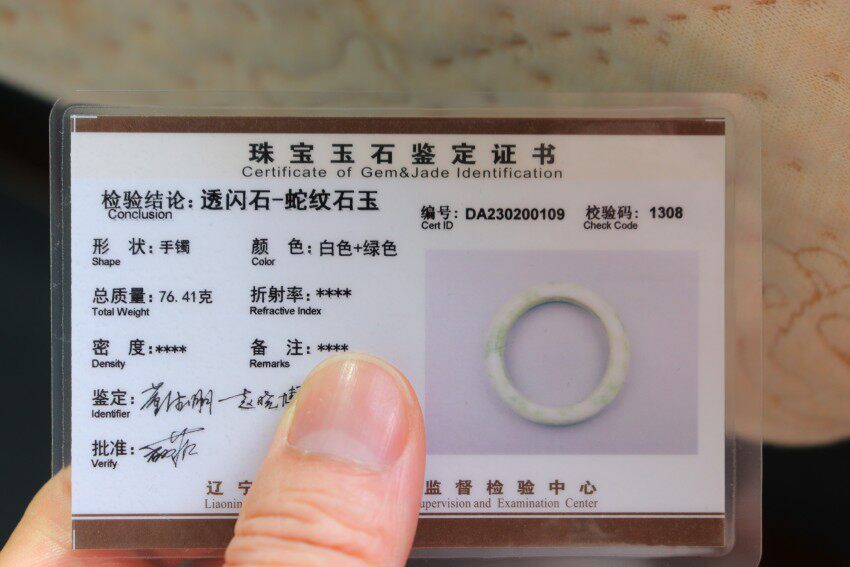 珠宝玉石鉴定证书
Certificate of Gem&Jade Identification
检验结论: 透闪石-蛇纹石玉
Conclusion
编号: DA230200109 校验码: 1308
Cert ID Check Code
形 状: 手镯 颜 色: 白色+绿色
Shape Color
总质量: 76.41克 折射率: ****
Total Weight Refractive Index
密 度: **** 备 注: ****
Density Remarks
鉴定:
Identifier
批准:
Verify
辽宁 监督检验中心
and Examination Center